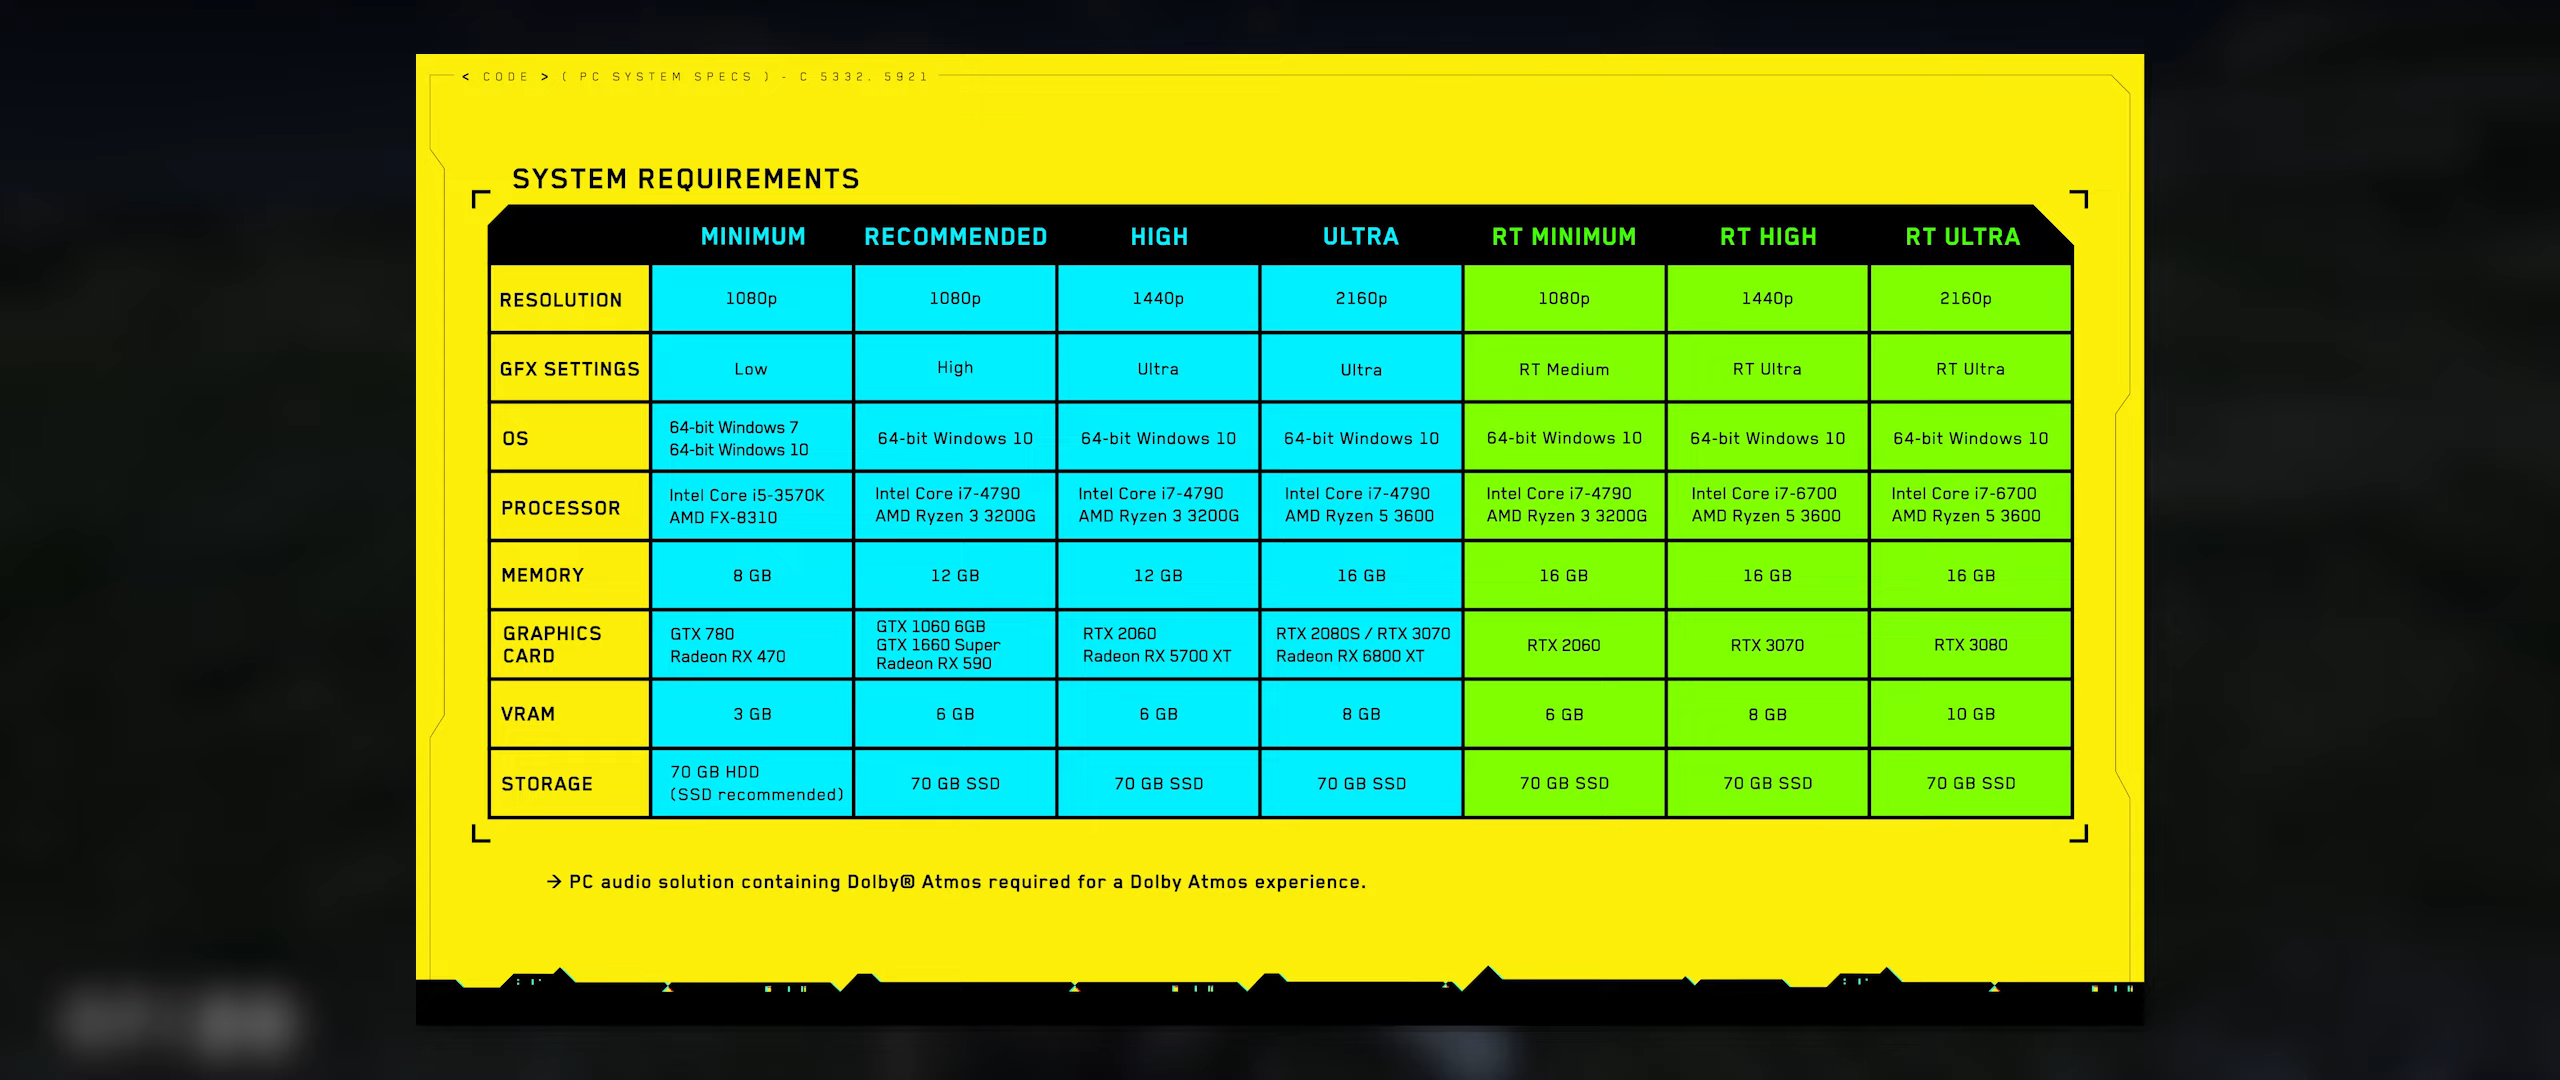 < CODE > ( PC SYSTEM SPECS ) - C 5332. 5921
SYSTEM REQUIREMENTS
MINIMUM RECOMMENDED HIGH ULTRA RT MINIMUM RT HIGH RT ULTRA
RESOLUTION 1080p 1080p 1440p 2160p 1080p 1440p 2160p
GFX SETTINGS Low High Ultra Ultra RT Medium RT Ultra RT Ultra
OS 64-bit Windows 7
64-bit Windows 10 64-bit Windows 10 64-bit Windows 10 64-bit Windows 10 64-bit Windows 10 64-bit Windows 10 64-bit Windows 10
PROCESSOR Intel Core i5-3570K Intel Core i7-4790 Intel Core i7-4790 Intel Core i7-4790 Intel Core i7-4790 Intel Core i7-6700 Intel Core i7-6700
AMD FX-8310 AMD Ryzen 3 3200G AMD Ryzen 3 3200G AMD Ryzen 5 3600 AMD Ryzen 3 3200G AMD Ryzen 5 3600 AMD Ryzen 5 3600
MEMORY 8 GB 12 GB 12 GB 16 GB 16 GB 16 GB 16 GB
GRAPHICS
CARD
GTX 780
Radeon RX 470
GTX 1060 6GB
GTX 1660 Super
Radeon RX 590
RTX 2060
Radeon RX 5700 XT
RTX 2080S / RTX 3070
Radeon RX 6800 XT
RTX 2060
RTX 3070
RTX 3080
VRAM 3 GB 6 GB 6 GB 8 GB 6 GB 8 GB 10 GB
STORAGE 70 GB HDD
(SSD recommended) 70 GB SSD 70 GB SSD 70 GB SSD 70 GB SSD 70 GB SSD 70 GB SSD
→ PC audio solution containing Dolby® Atmos required for a Dolby Atmos experience.